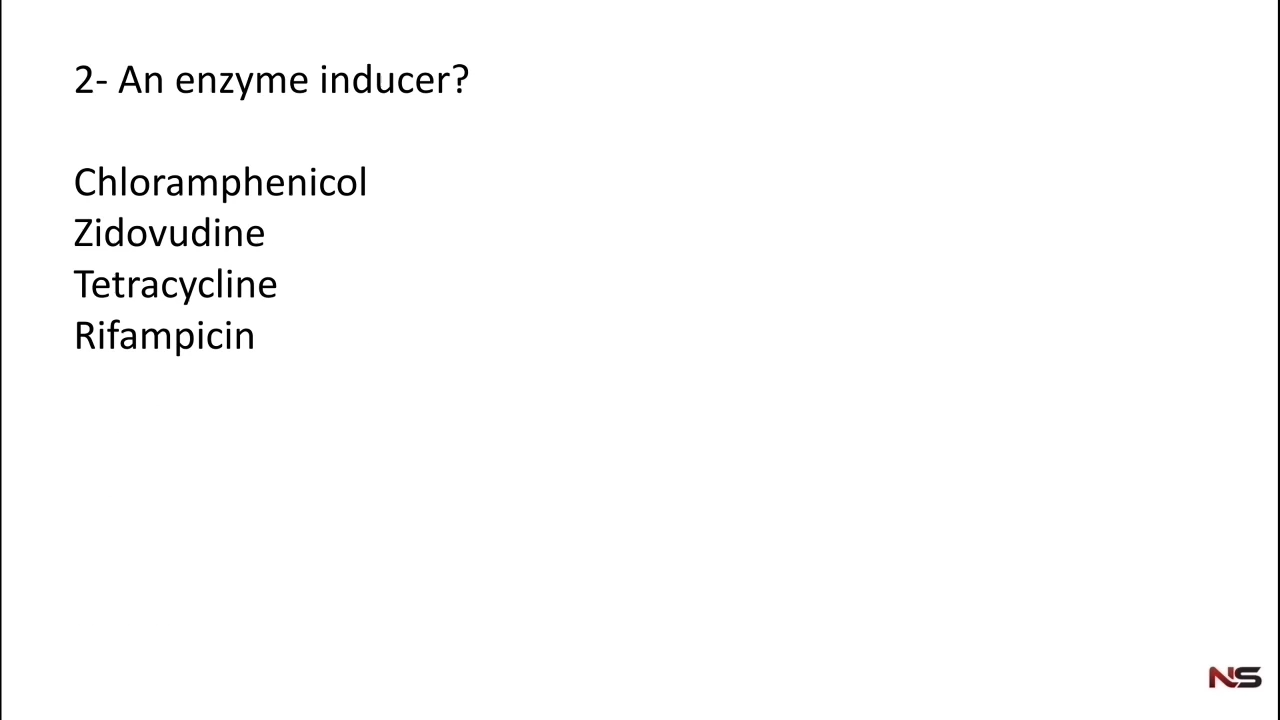 2- An enzyme inducer?
Chloramphenicol
Zidovudine
Tetracycline
Rifampicin
NS